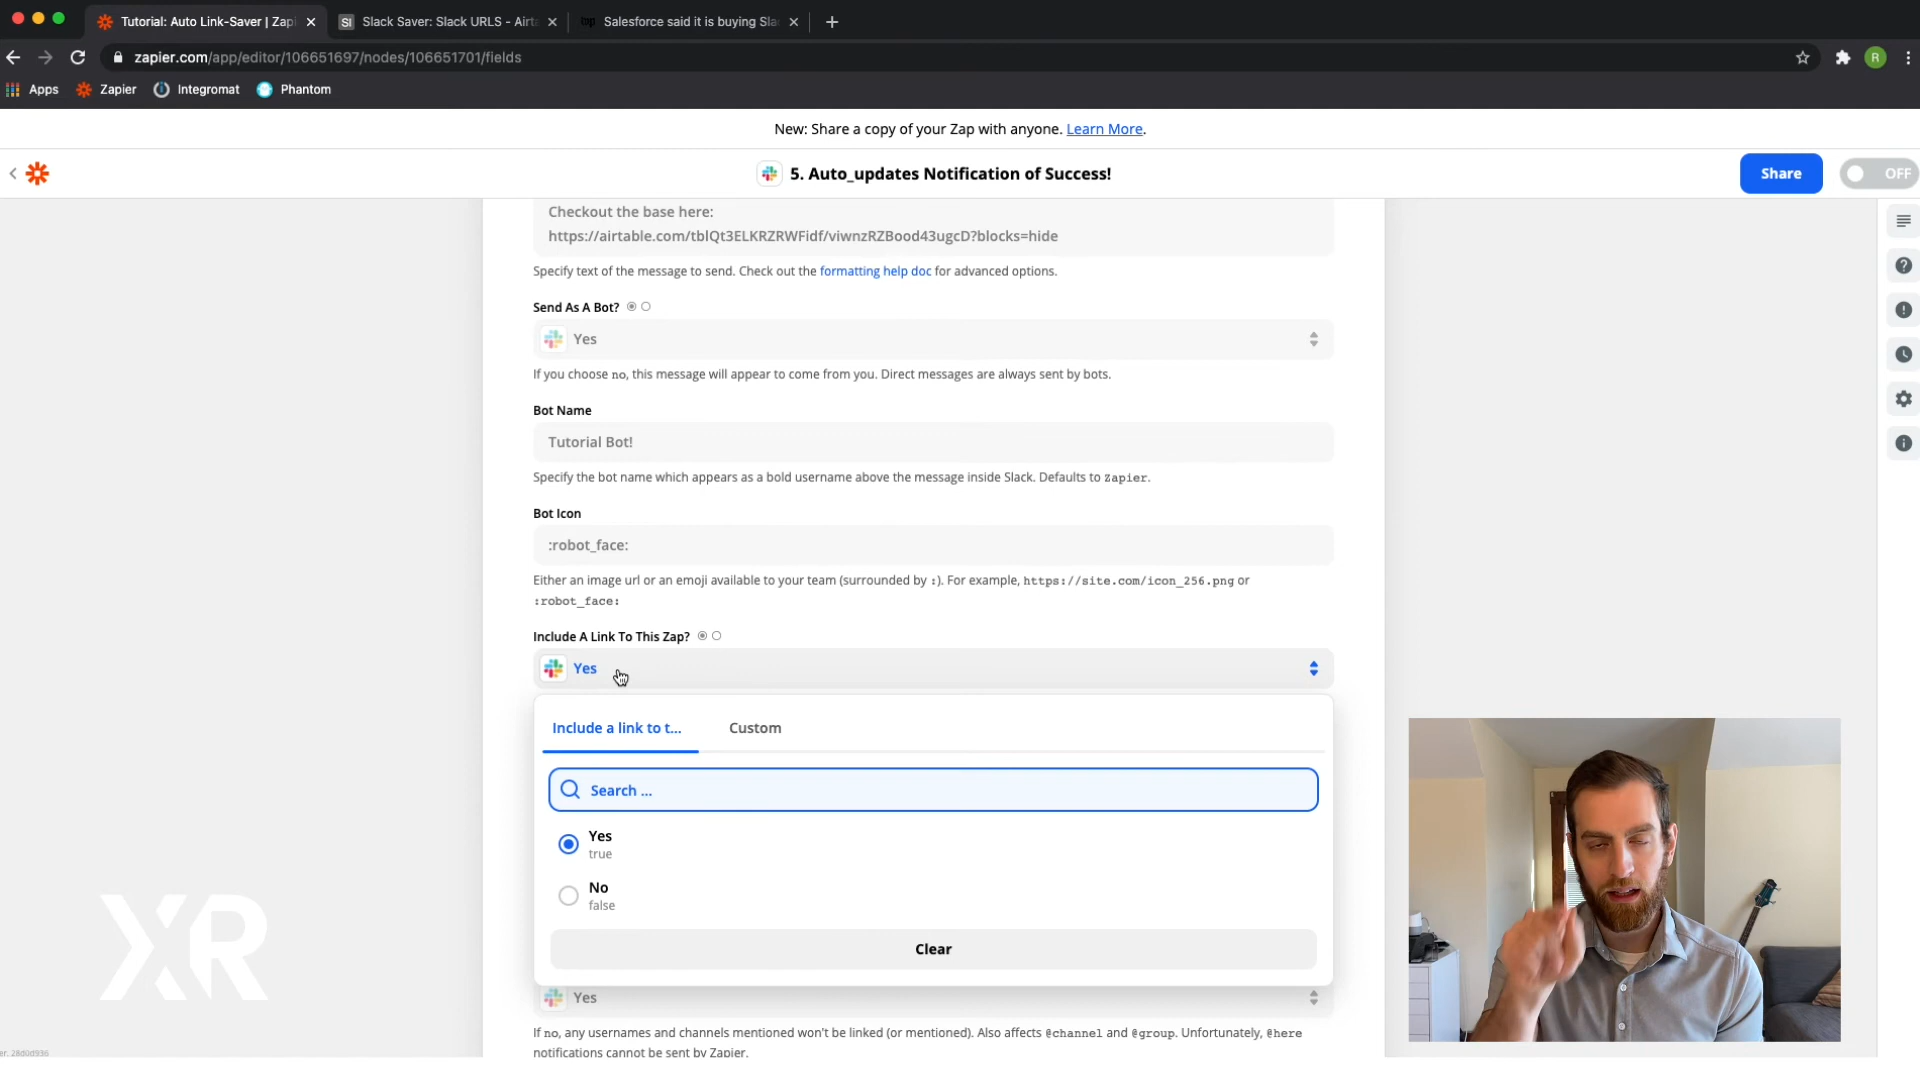 Tutorial: Auto Link-Saver | Zapi
SI Slack Saver: Slack URLS - Airta
Salesforce said it is buying Sla
zapier.com/app/editor/106651697/nodes/106651701/fields
R
Apps
Zapier
Integromat
Phantom
New: Share a copy of your Zap with anyone. Learn More.
5. Auto_updates Notification of Success!
Share
OFF
Checkout the base here:
https://airtable.com/tblQt3ELKRZRWFidf/viwnzRZBood43ugcD?blocks=hide
Specify text of the message to send. Check out the formatting help doc for advanced options.
Send As A Bot?
Yes
If you choose no, this message will appear to come from you. Direct messages are always sent by bots.
Bot Name
Tutorial Bot!
Specify the bot name which appears as a bold username above the message inside Slack. Defaults to Zapier.
Bot Icon
:robot_face:
Either an image url or an emoji available to your team (surrounded by :). For example, https://site.com/icon_256.png or
:robot_face:
Include A Link To This Zap?
Yes
Include a link to t...
Custom
Search ...
Yes
true
No
false
Clear
Yes
If no, any usernames and channels mentioned won't be linked (or mentioned). Also affects @channel and @group. Unfortunately, @here
notifications cannot be sent by Zapier.
XR
er. 28d0d936